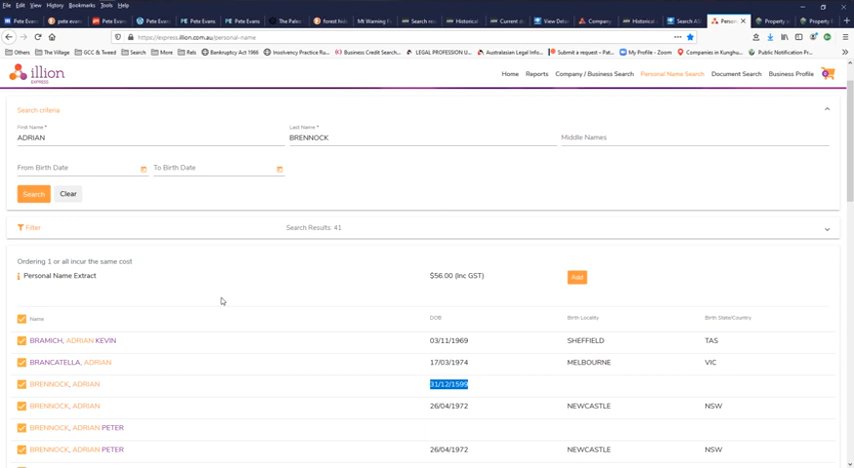 File Edit View History Bookmarks Tools Help
https://express.illion.com.au/personal-name
Others The Village GCC & Tweed Search More Rats Bankruptcy Act 1966 Insolvency Practice Ru... Business Credit Search... LEGAL PROFESSION U... Australasian Legal Inf... Submit a request – Pat... My Profile - Zoom Companies in Kunghu... Public Notification Pr...
illion
EXPRESS
Home Reports Company / Business Search Personal Name Search Document Search Business Profile
Search criteria
First Name * Last Name *
ADRIAN BRENNOCK Middle Names
From Birth Date To Birth Date
Search Clear
Filter Search Results: 41
Ordering 1 or all incur the same cost
Personal Name Extract $56.00 (Inc GST) Add
Name DOB Birth Locality Birth State/Country
BRAMICH, ADRIAN KEVIN 03/11/1969 SHEFFIELD TAS
BRANCATELLA, ADRIAN 17/03/1974 MELBOURNE VIC
BRENNOCK, ADRIAN 31/12/1599
BRENNOCK, ADRIAN 26/04/1972 NEWCASTLE NSW
BRENNOCK, ADRIAN PETER
BRENNOCK, ADRIAN PETER 26/04/1972 NEWCASTLE NSW